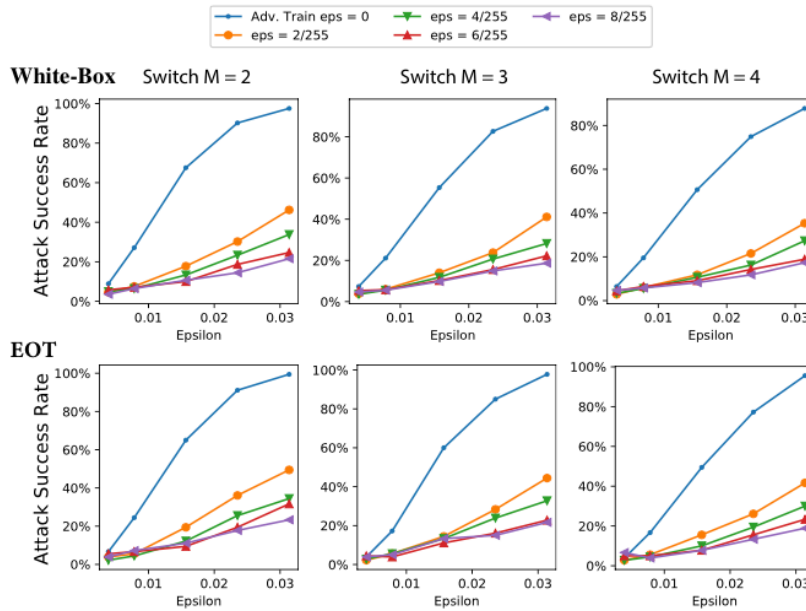 Adv. Train eps = 0 eps = 4/255 eps = 8/255
eps = 2/255 eps = 6/255
White-Box Switch M = 2 Switch M = 3 Switch M = 4
Attack Success Rate
100%
80%
60%
40%
20%
0%
0.01 0.02 0.03
Epsilon
80%
60%
40%
20%
0%
0.01 0.02 0.03
Epsilon
80%
60%
40%
20%
0%
0.01 0.02 0.03
Epsilon
EOT
Attack Success Rate
100%
80%
60%
40%
20%
0%
0.01 0.02 0.03
Epsilon
100%
80%
60%
40%
20%
0%
0.01 0.02 0.03
Epsilon
100%
80%
60%
40%
20%
0%
0.01 0.02 0.03
Epsilon